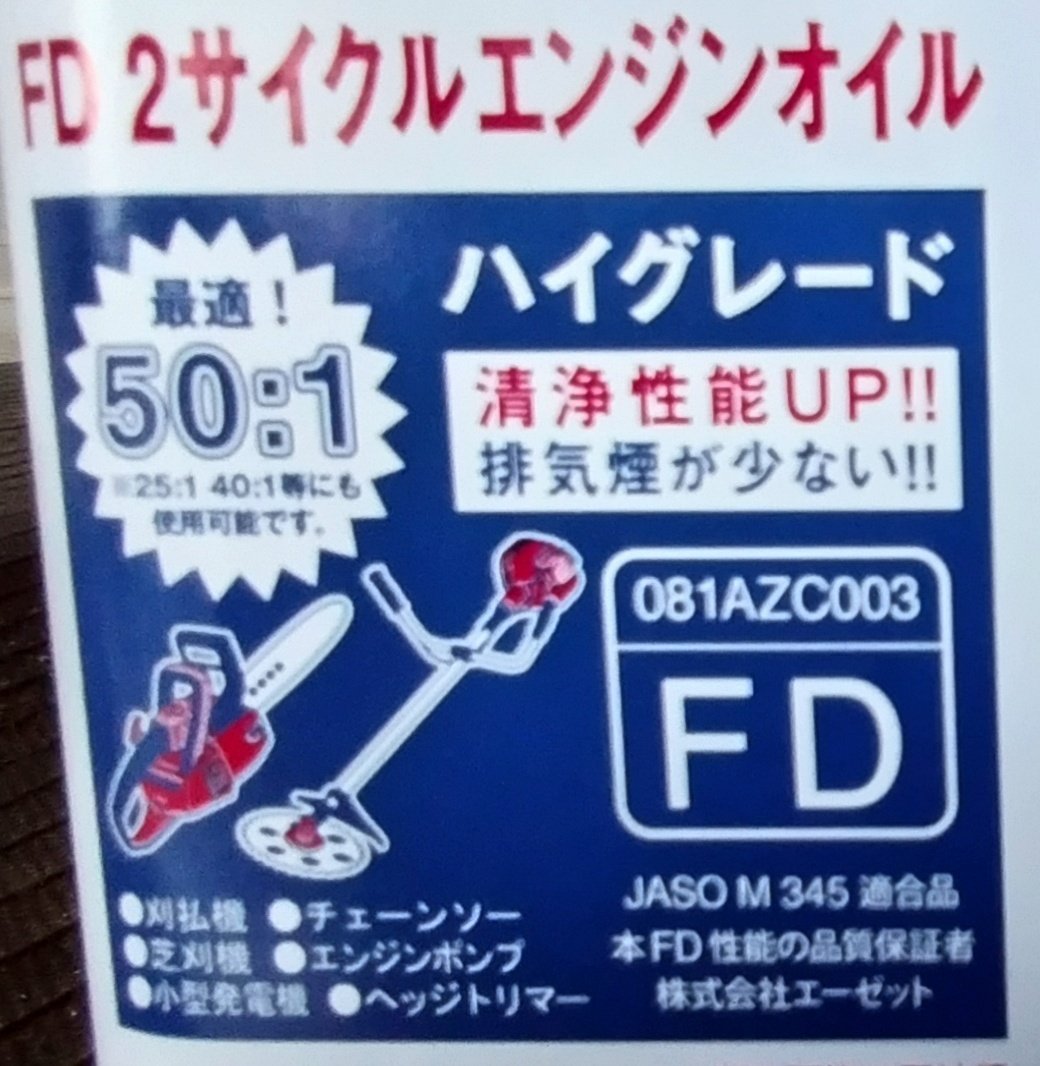 FD 2サイクルエンジンオイル
最適!
50:1
※25:1 40:1等にも
使用可能です。
ハイグレード
清浄性能UP!!
排気煙が少ない!!
081AZC003
FD
●刈払機 ●チェーンソー
●芝刈機 ●エンジンポンプ
●小型発電機 ●ヘッジトリマー
JASO M 345 適合品
本FD性能の品質保証者
株式会社エーゼット